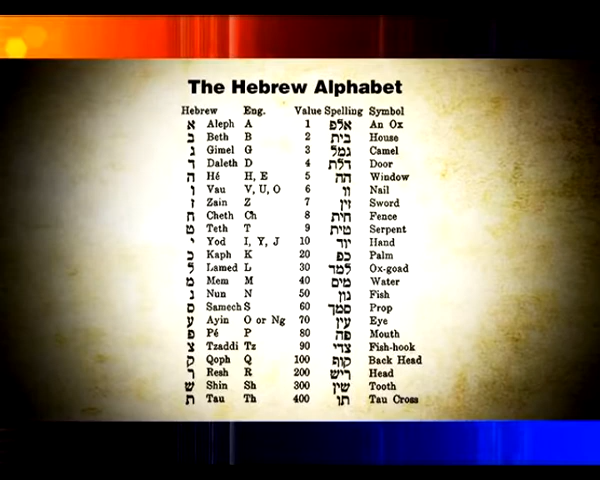 The Hebrew Alphabet
Hebrew Eng. Value Spelling Symbol
א Aleph A 1 אלפ An Ox
ב Beth B 2 בית House
ג Gimel G 3 גמל Camel
ד Daleth D 4 דלת Door
ה Hé H, E 5 הה Window
ו Vau V, U, O 6 וו Nail
ז Zain Z 7 זין Sword
ח Cheth Ch 8 חית Fence
ט Teth T 9 טית Serpent
י Yod I, Y, J 10 יוד Hand
כ Kaph K 20 כפ Palm
ל Lamed L 30 למד Ox-goad
מ Mem M 40 מים Water
נ Nun N 50 נון Fish
ס Samech S 60 סמך Prop
ע Ayin O or Ng 70 עין Eye
פ Pé P 80 פה Mouth
צ Tzaddi Tz 90 צדי Fish-hook
ק Qoph Q 100 קוף Back Head
ר Resh R 200 ריש Head
ש Shin Sh 300 שין Tooth
ת Tau Th 400 תו Tau Cross